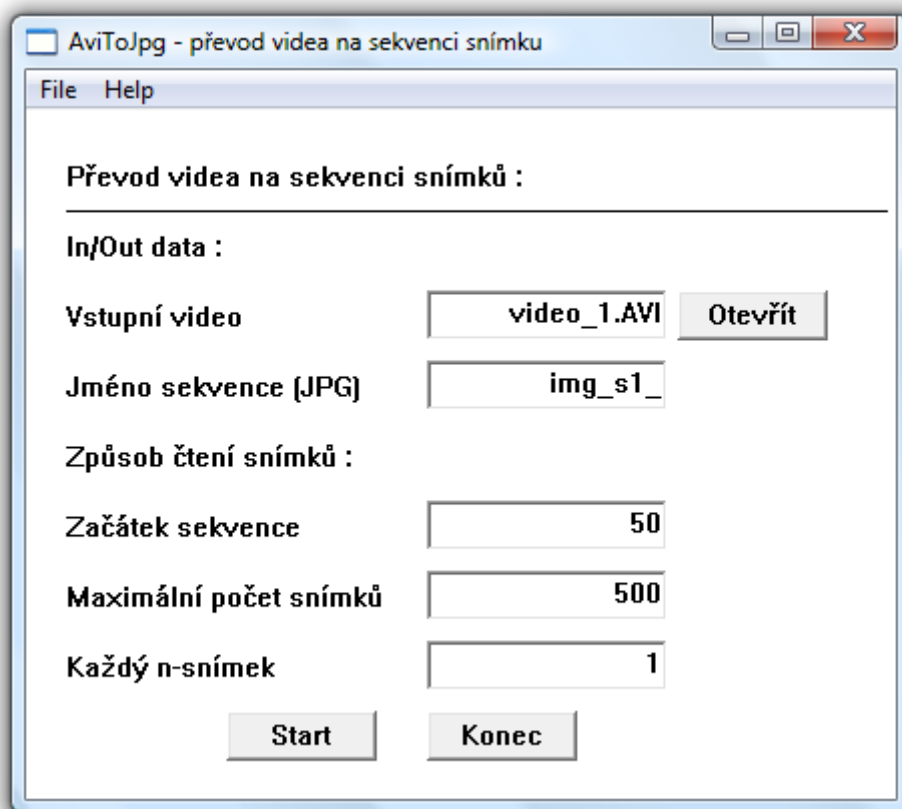 AviToJpg - převod videa na sekvenci snímku
File Help
Převod videa na sekvenci snímků :
In/Out data :
Vstupní video video_1.AVI Otevřít
Jméno sekvence (JPG) img_s1_
Způsob čtení snímků :
Začátek sekvence 50
Maximální počet snímků 500
Každý n-snímek 1
Start Konec